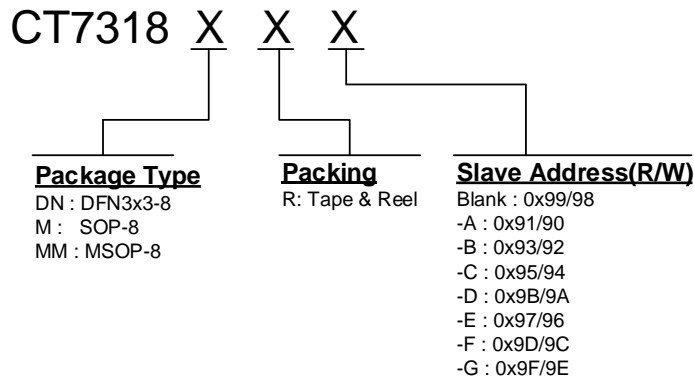 CT7318 X X X
Package Type
DN : DFN3x3-8
M : SOP-8
MM : MSOP-8
Packing
R: Tape & Reel
Slave Address(R/W)
Blank : 0x99/98
-A : 0x91/90
-B : 0x93/92
-C : 0x95/94
-D : 0x9B/9A
-E : 0x97/96
-F : 0x9D/9C
-G : 0x9F/9E